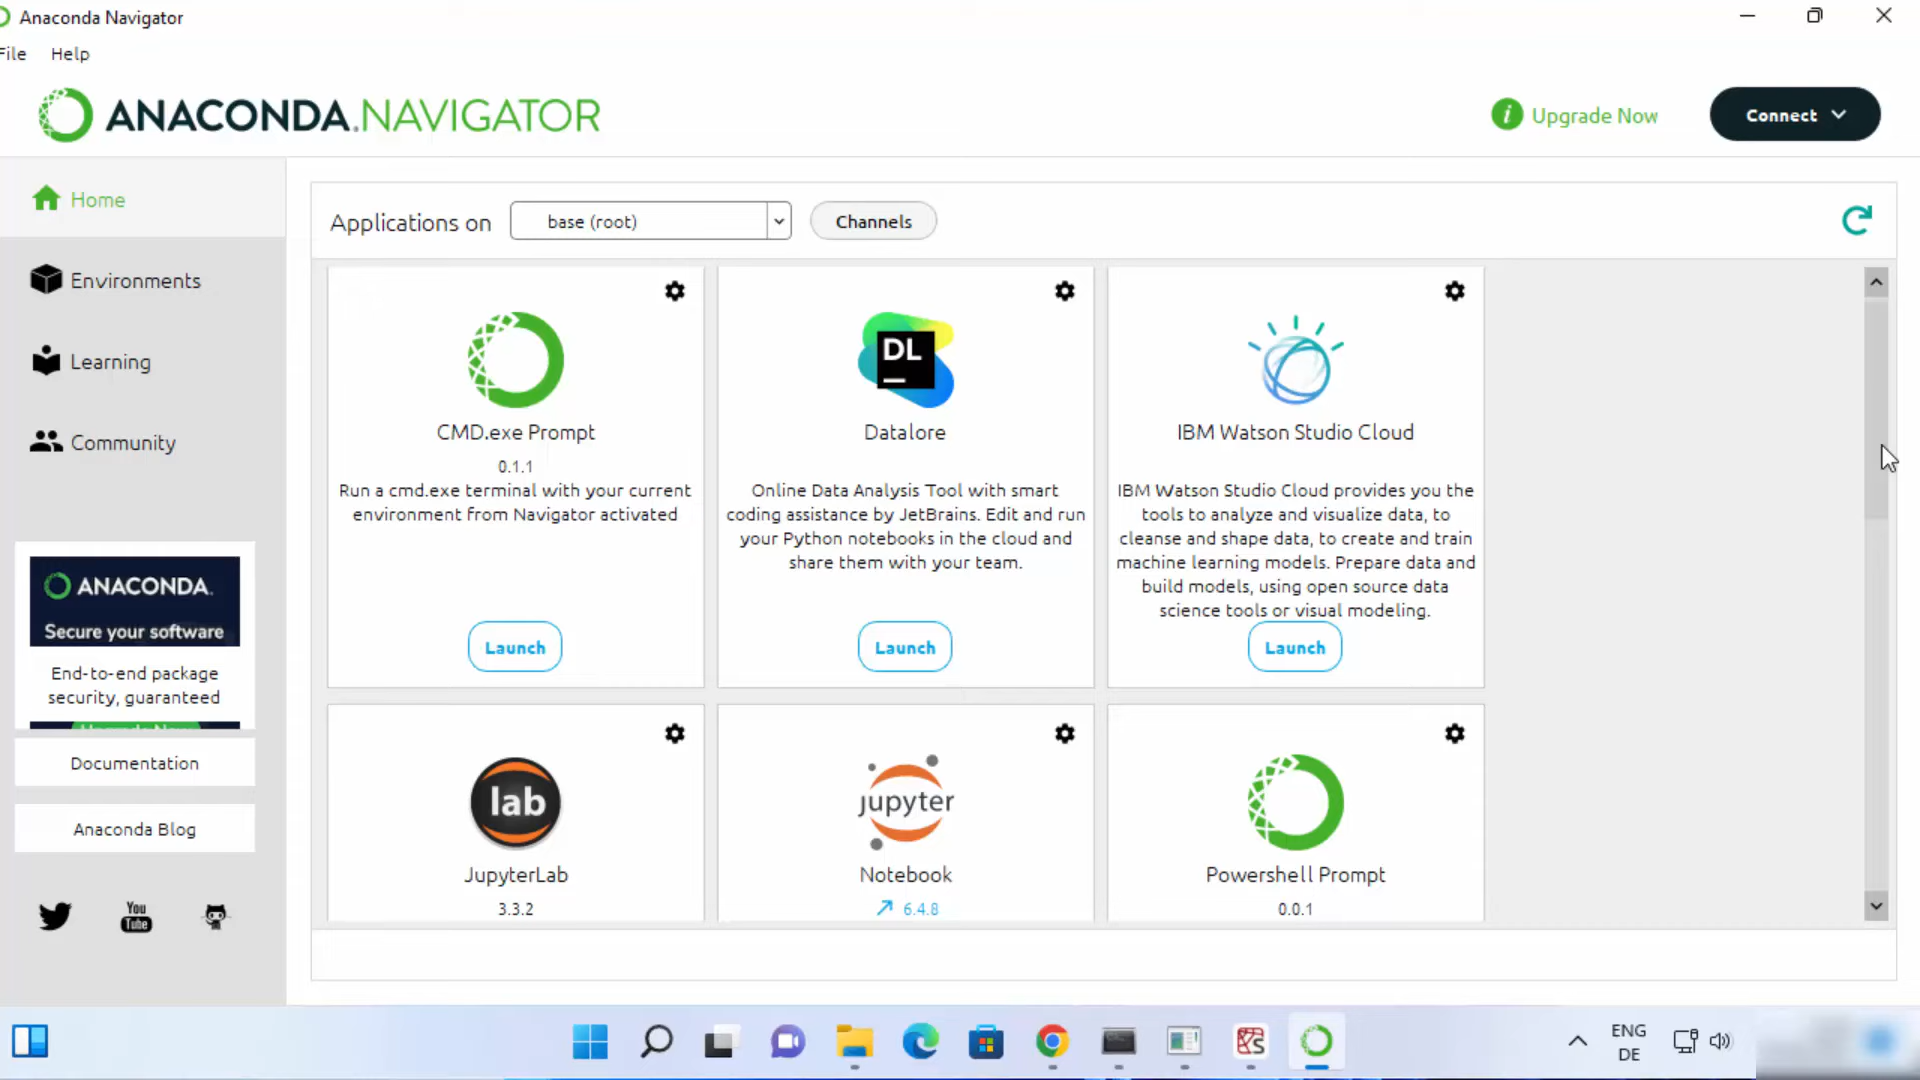 Anaconda Navigator
File Help
ANACONDA.NAVIGATOR
i Upgrade Now
Connect
Home
Applications on base (root) Channels
Environments
Learning
Community
ANACONDA.
Secure your software
End-to-end package
security, guaranteed
Documentation
Anaconda Blog
You
Tube
CMD.exe Prompt
0.1.1
Run a cmd.exe terminal with your current
environment from Navigator activated
Launch
DL
Datalore
Online Data Analysis Tool with smart
coding assistance by JetBrains. Edit and run
your Python notebooks in the cloud and
share them with your team.
Launch
IBM Watson Studio Cloud
IBM Watson Studio Cloud provides you the
tools to analyze and visualize data, to
cleanse and shape data, to create and train
machine learning models. Prepare data and
build models, using open source data
science tools or visual modeling.
Launch
lab
JupyterLab
3.3.2
jupyter
Notebook
6.4.8
Powershell Prompt
0.0.1
ENG
DE